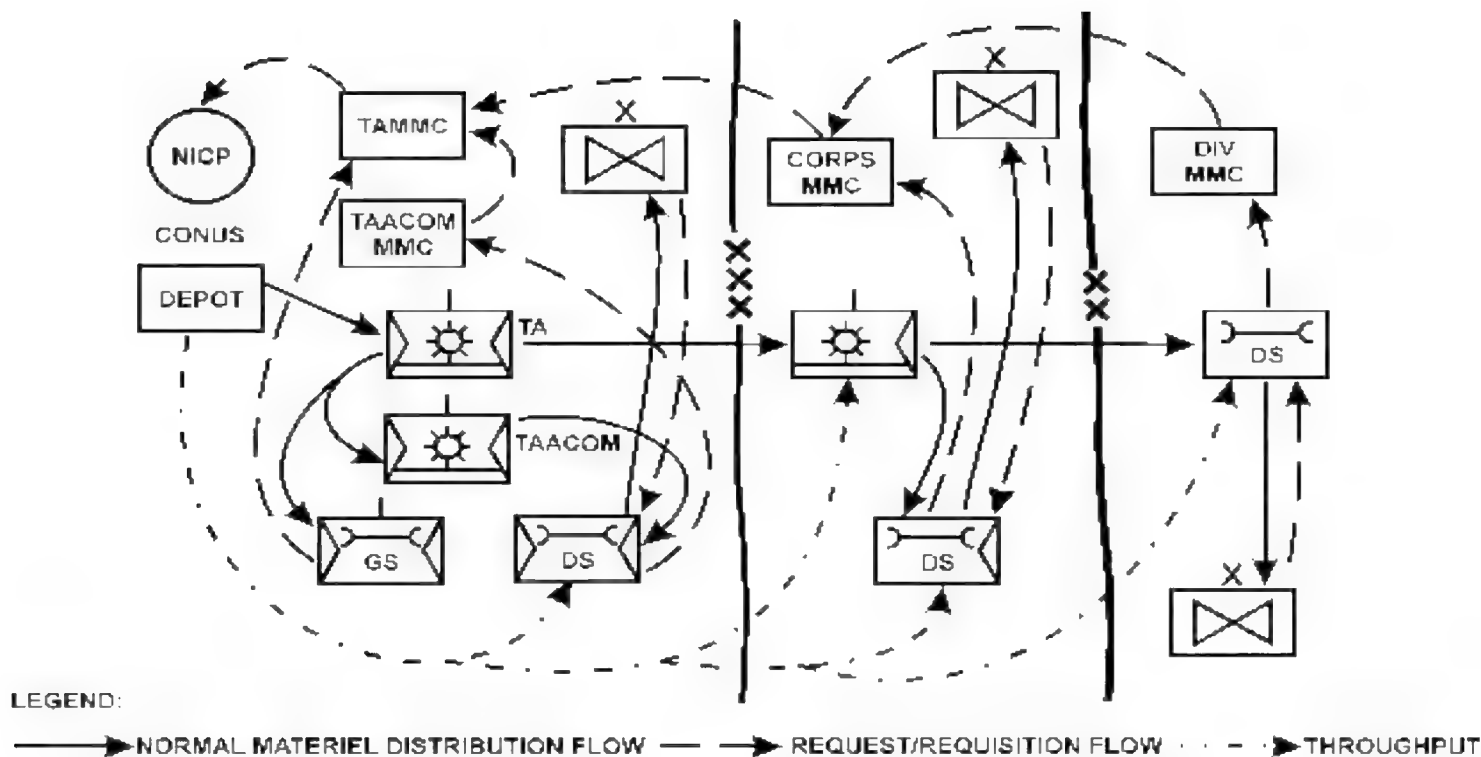 TAMMC
NICP
CORPS
MMC
DIV
MMC
TAACOM
MMC
CONUS
DEPOT
TA
DS
TAACOM
GS
DS
DS
LEGEND:
NORMAL MATERIEL DISTRIBUTION FLOW
REQUEST/REQUISITION FLOW
THROUGHPUT